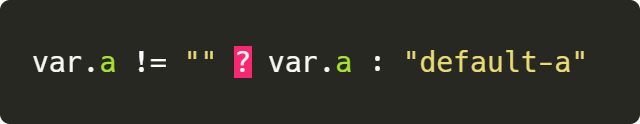 var.a != "" ? var.a : "default-a"